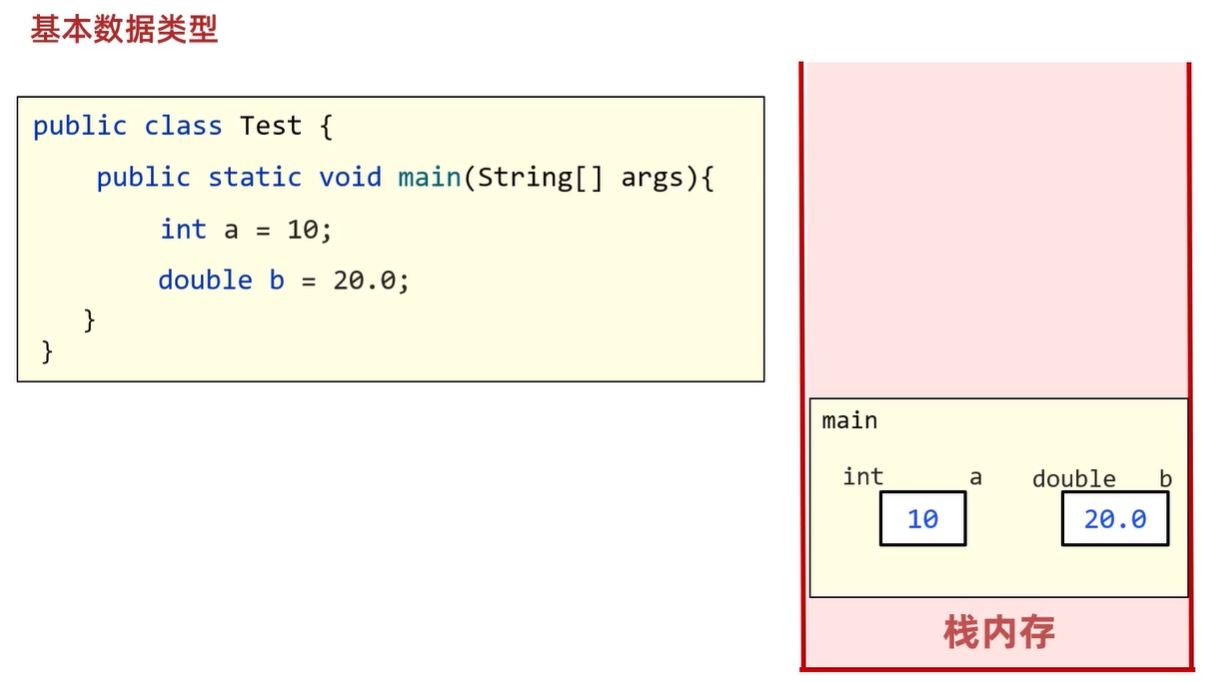 基本数据类型
public class Test {
public static void main(String[] args){
int a = 10;
double b = 20.0;
}
}
main
int a double b
10 20.0
栈内存